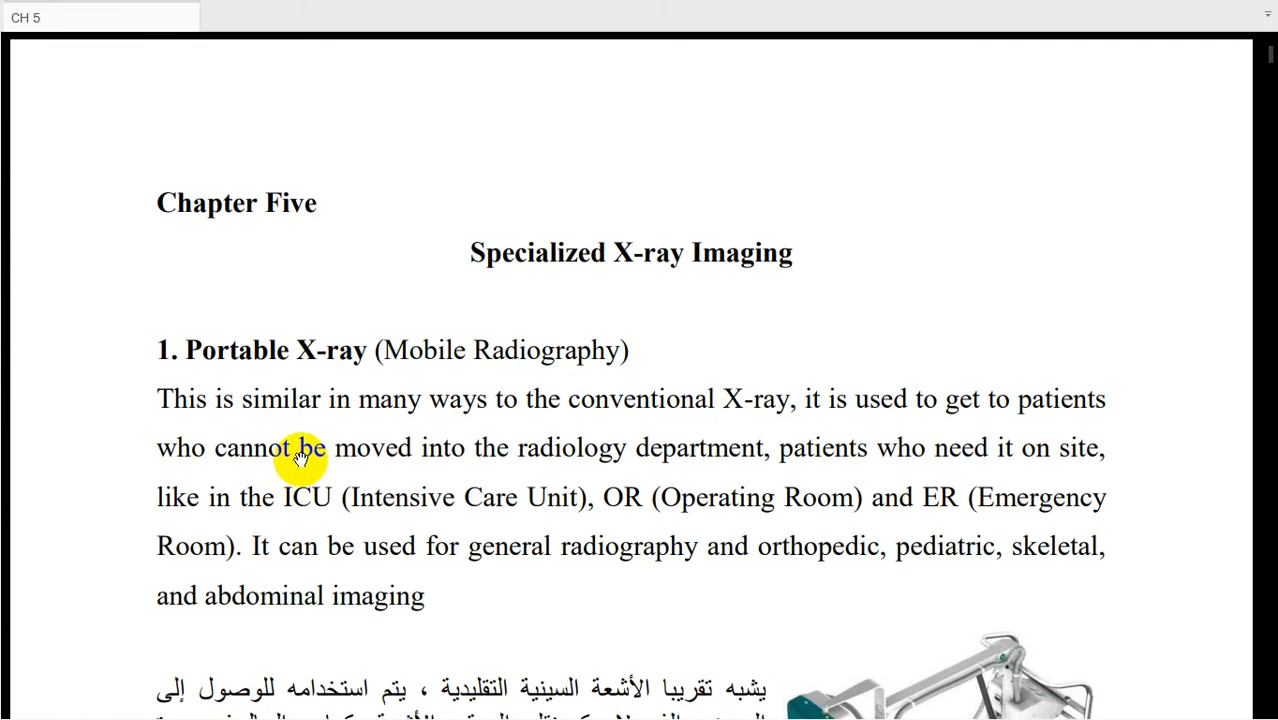 CH 5
Chapter Five
Specialized X-ray Imaging
1. Portable X-ray (Mobile Radiography)
This is similar in many ways to the conventional X-ray, it is used to get to patients
who cannot be moved into the radiology department, patients who need it on site,
like in the ICU (Intensive Care Unit), OR (Operating Room) and ER (Emergency
Room). It can be used for general radiography and orthopedic, pediatric, skeletal,
and abdominal imaging
يشبه تقريبا الأشعة السينية التقليدية ، يتم استخدامه للوصول إلى